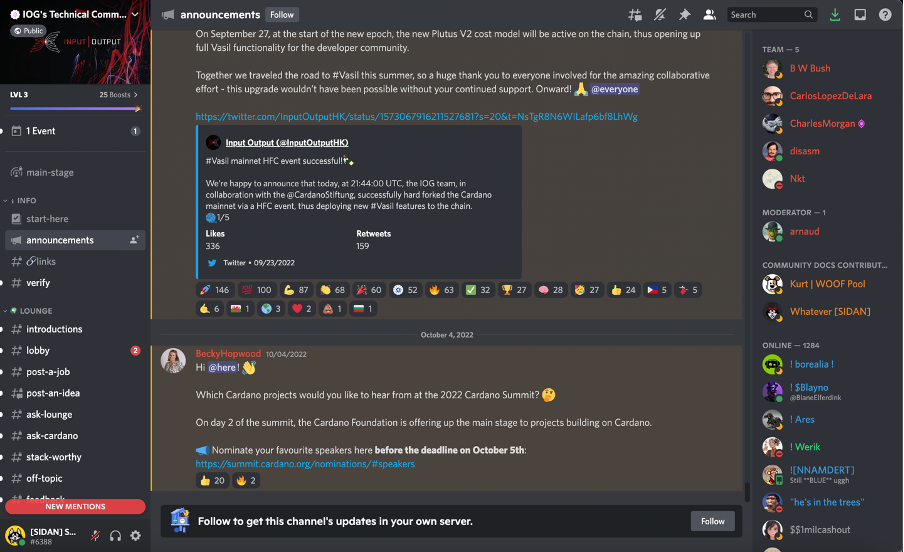 IOG's Technical Comm...
Public
INPUT | OUTPUT
LVL 3
25 Boosts >
1 Event
1
main-stage
INFO
start-here
announcements
links
verify
LOUNGE
introductions
lobby
2
post-a-job
post-an-idea
ask-lounge
ask-cardano
stack-worthy
off-topic
feedback
NEW MENTIONS
[SIDAN] S...
#6388
announcements
Follow
Search
On September 27, at the start of the new epoch, the new Plutus V2 cost model will be active on the chain, thus opening up
full Vasil functionality for the developer community.
Together we traveled the road to #Vasil this summer, so a huge thank you to everyone involved for the amazing collaborative
effort - this upgrade wouldn't have been possible without your continued support. Onward! 🙏 @everyone
https://twitter.com/InputOutputHK/status/1573067916211527681?s=20&t=NsTgR8N6WILafp6bf8LhWg
Input Output (@InputOutputHK)
#Vasil mainnet HFC event successful!
We're happy to announce that today, at 21:44:00 UTC, the IOG team, in
collaboration with the @CardanoStiftung, successfully hard forked the Cardano
mainnet via a HFC event, thus deploying new #Vasil features to the chain.
1/5
Likes Retweets
336 159
Twitter • 09/23/2022
146 100 87 68 60 52 63 32 27 28 27 24 5 5
6 1 3 2 1 1
October 4, 2022
BeckyHopwood 10/04/2022
Hi @here! 👋
Which Cardano projects would you like to hear from at the 2022 Cardano Summit? 🤔
On day 2 of the summit, the Cardano Foundation is offering up the main stage to projects building on Cardano.
📣 Nominate your favourite speakers here before the deadline on October 5th:
https://summit.cardano.org/nominations/#speakers
👍 20 🔥 2
Follow to get this channel's updates in your own server.
Follow
TEAM — 5
B W Bush
CarlosLopezDeLara
CharlesMorgan
disasm
Nkt
MODERATOR — 1
arnaud
COMMUNITY DOCS CONTRIBUT...
Kurt | WOOF Pool
Whatever [SIDAN]
ONLINE — 1284
! borealia !
! $Blayno
@BlaneElferdink
! Ares
! Werik
![NNAMDERT]
Still **BLUE** uggh
"he's in the trees"
$$1milcashout